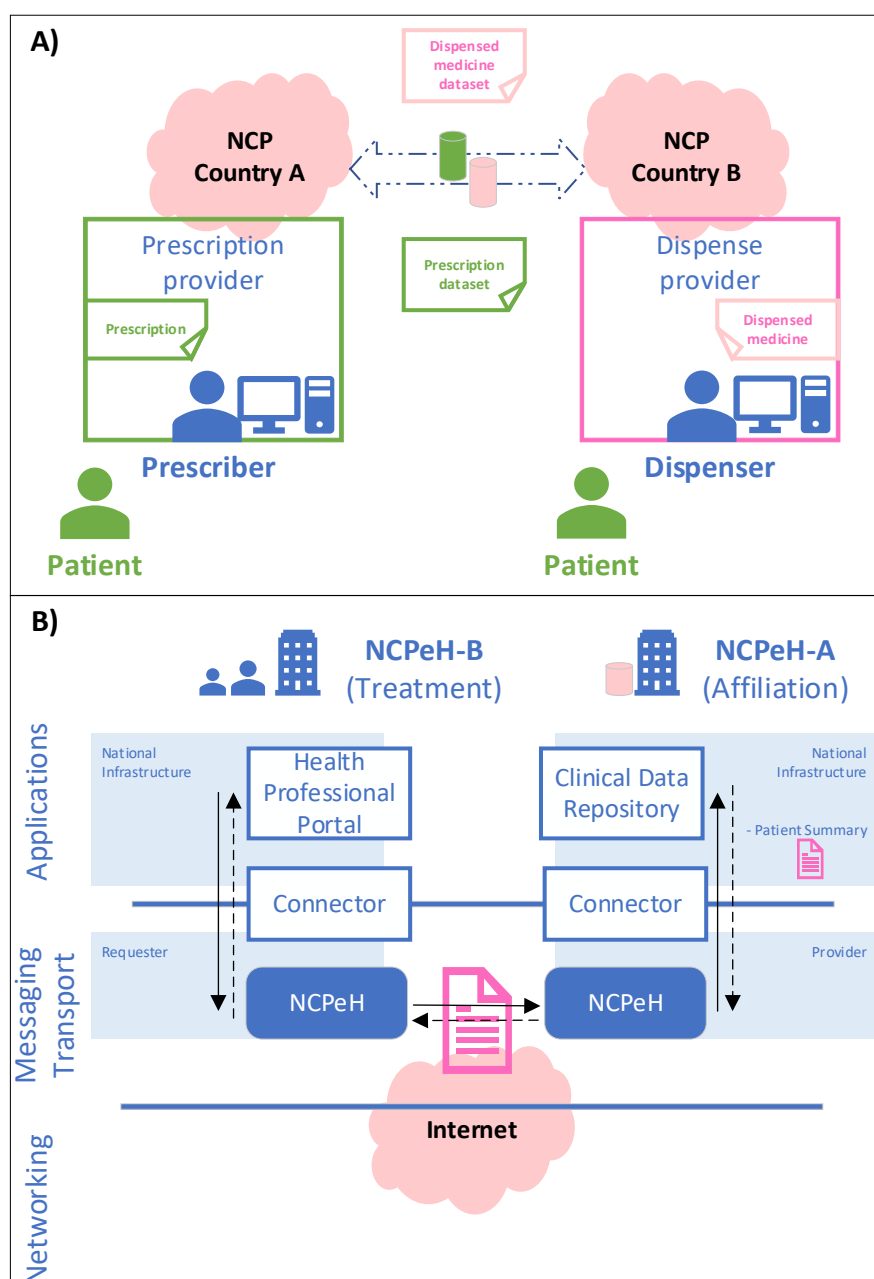 A)
Dispensed
medicine
dataset
NCP
Country A
NCP
Country B
Prescription
provider
Prescription
dataset
Dispense
provider
Prescription
Dispensed
medicine
Prescriber
Dispenser
Patient
Patient
B)
NCPeH-B
(Treatment)
NCPeH-A
(Affiliation)
Applications
National
Infrastructure
Health
Professional
Portal
Clinical Data
Repository
National
Infrastructure
- Patient Summary
Connector
Connector
Messaging
Transport
Requester
Provider
NCPeH
NCPeH
Internet
Networking